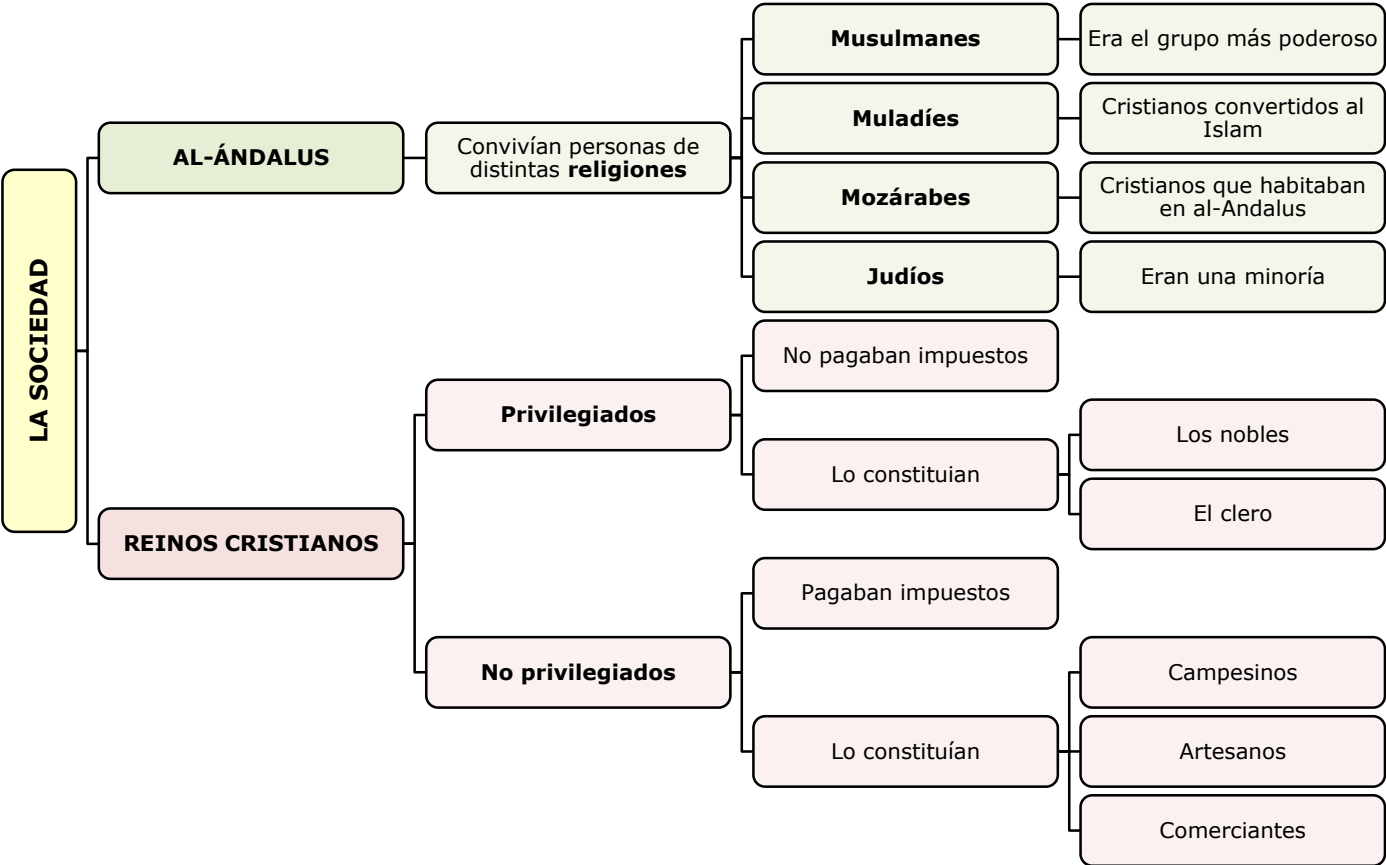 LA SOCIEDAD
AL-ÁNDALUS
Convivían personas de
distintas religiones
Musulmanes
Era el grupo más poderoso
Muladíes
Cristianos convertidos al
Islam
Mozárabes
Cristianos que habitaban
en al-Andalus
Judíos
Eran una minoría
REINOS CRISTIANOS
Privilegiados
No pagaban impuestos
Lo constituian
Los nobles
El clero
No privilegiados
Pagaban impuestos
Lo constituían
Campesinos
Artesanos
Comerciantes